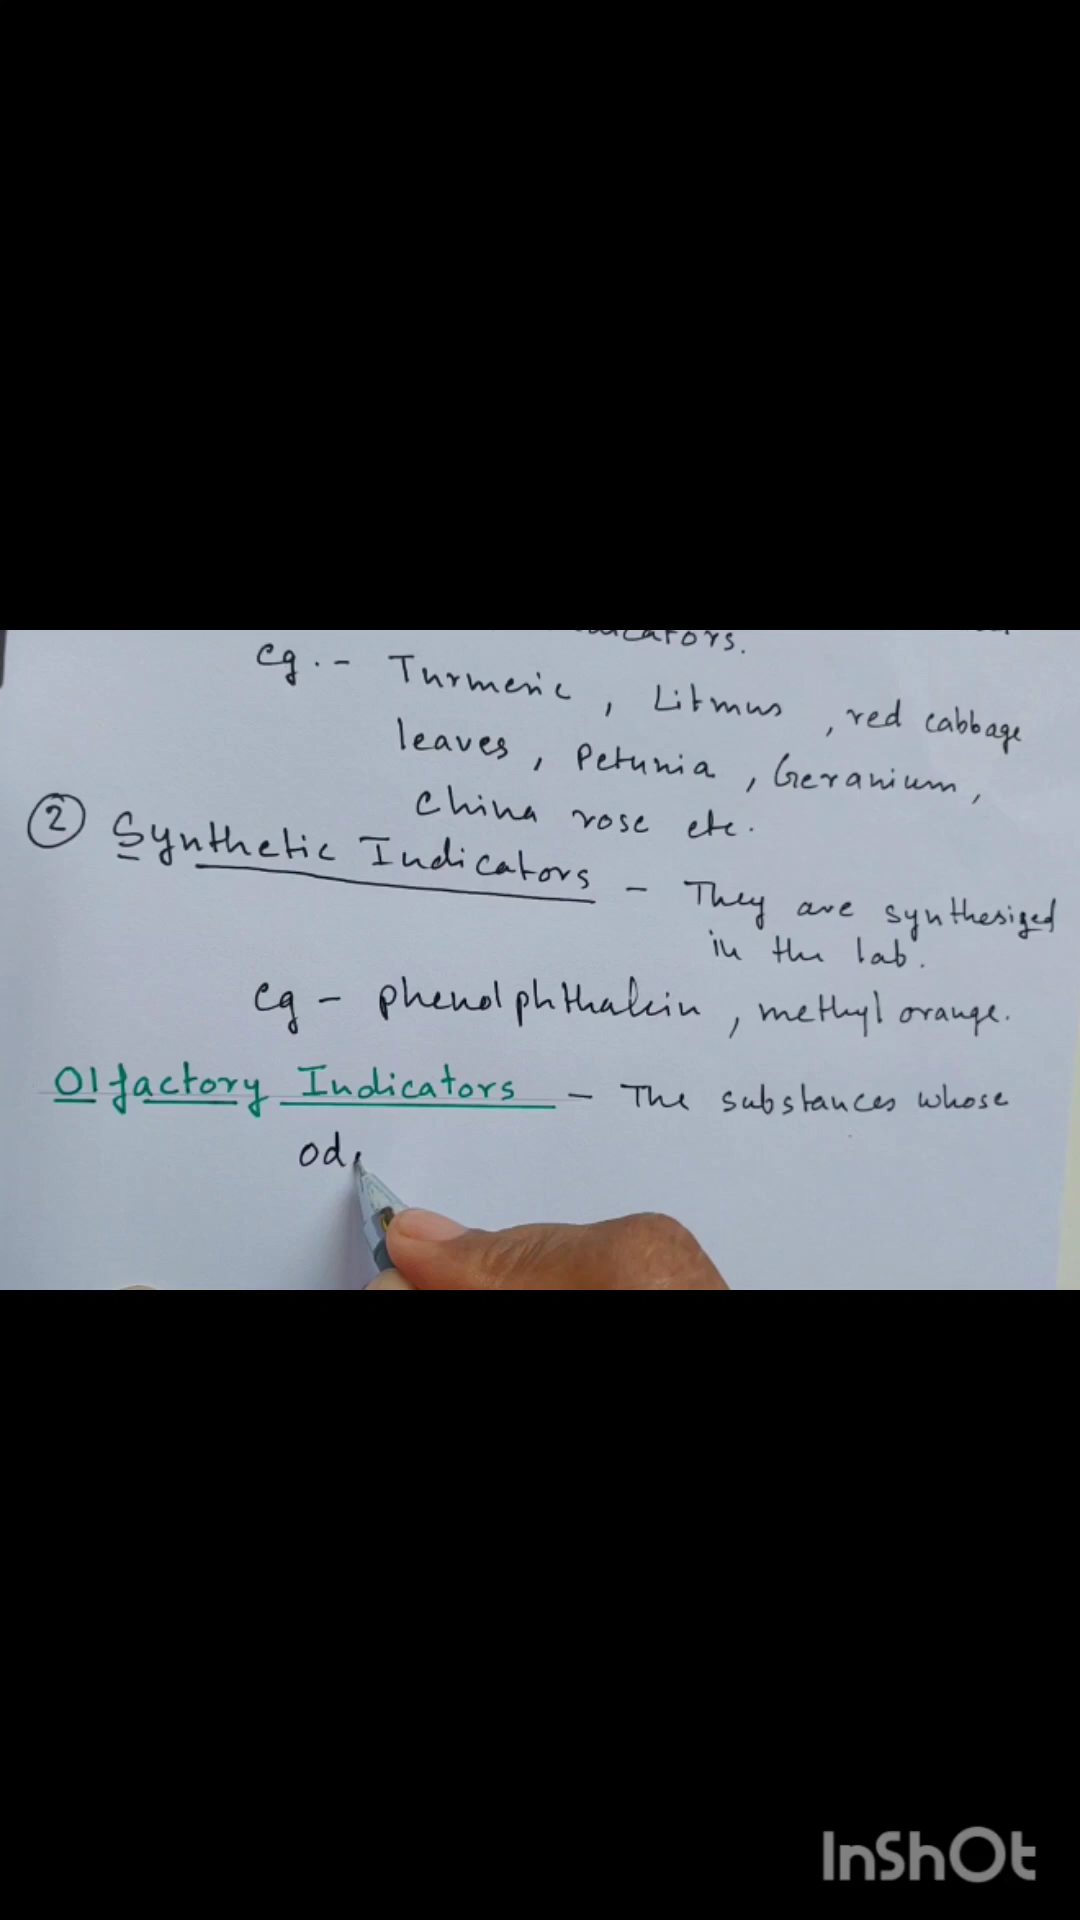 eg.- Turmeric, Litmus, red cabbage
leaves, Petunia, Geranium,
China rose etc.
② Synthetic Indicators - They are synthesized
in the lab.
eg - phenolphthalein, methyl orange.
Olfactory Indicators - The substances whose
od
InShOt